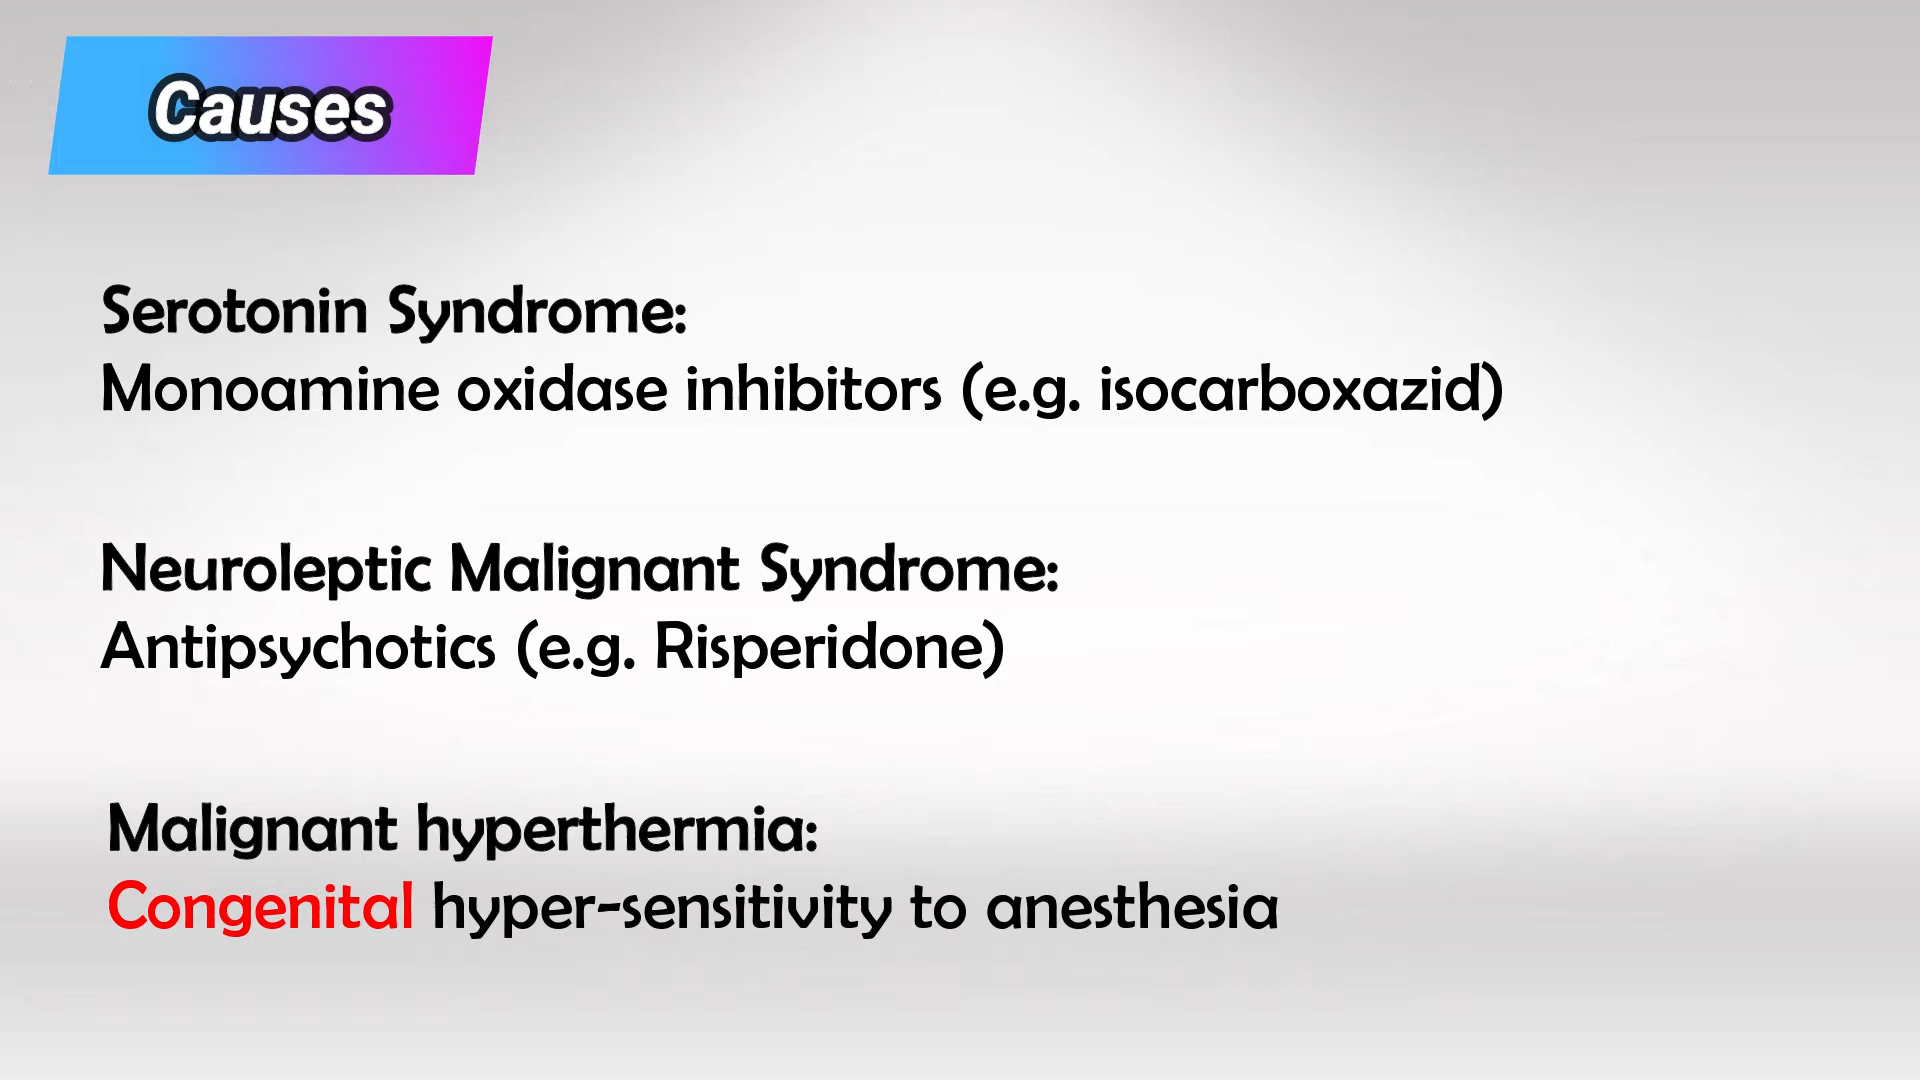 Causes
Serotonin Syndrome:
Monoamine oxidase inhibitors (e.g. isocarboxazid)
Neuroleptic Malignant Syndrome:
Antipsychotics (e.g. Risperidone)
Malignant hyperthermia:
Congenital hyper-sensitivity to anesthesia